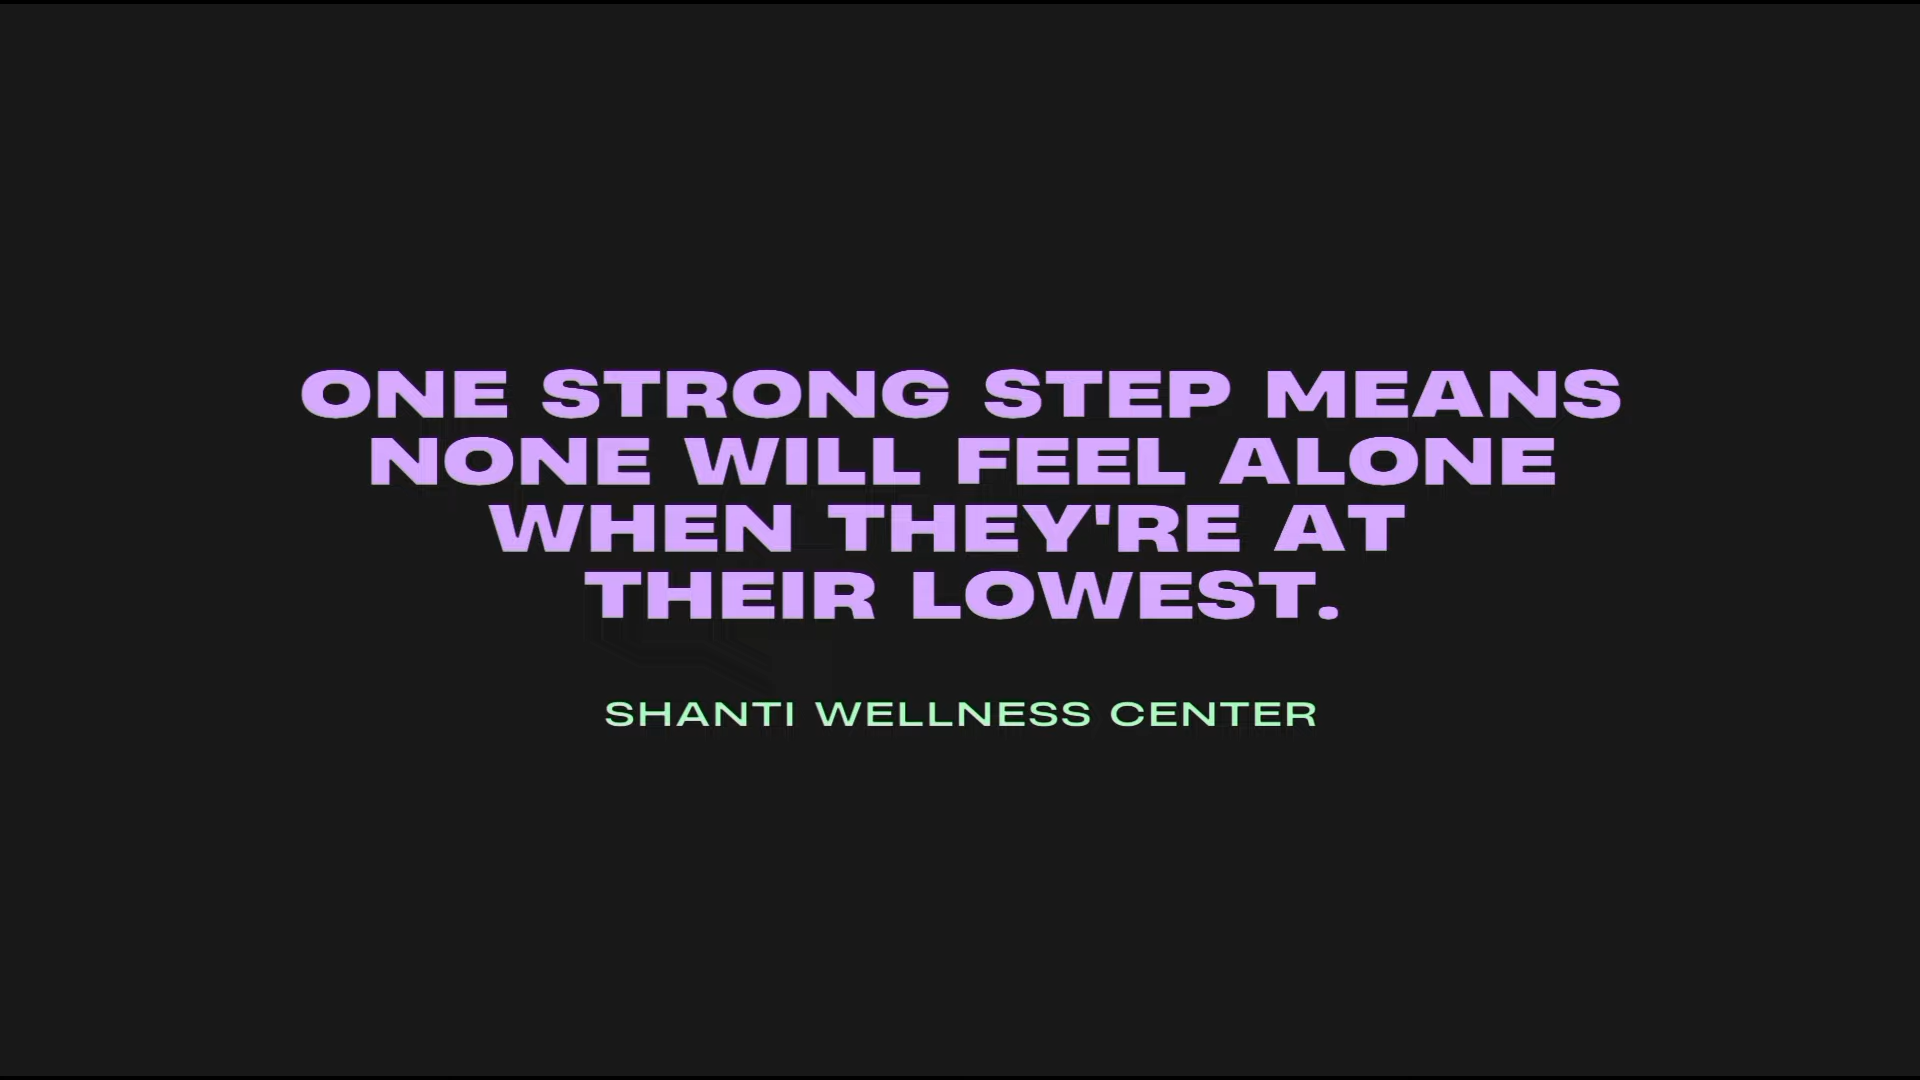 ONE STRONG STEP MEANS
NONE WILL FEEL ALONE
WHEN THEY'RE AT
THEIR LOWEST.
SHANTI WELLNESS CENTER